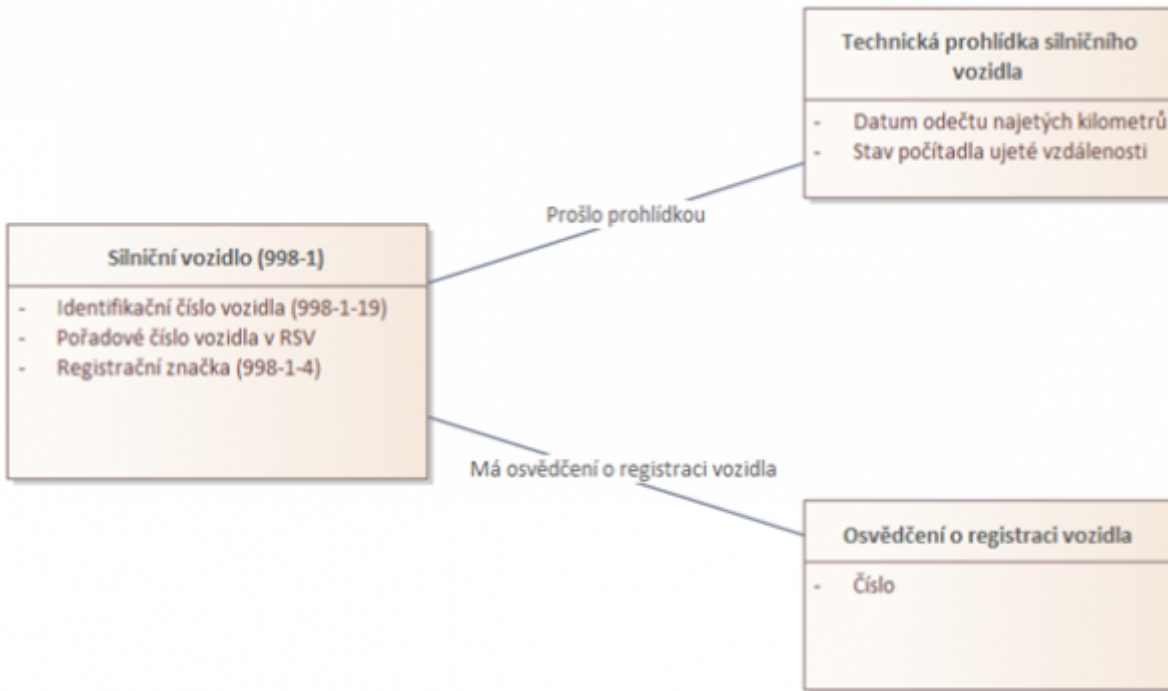 Technická prohlídka silničního
vozidla
- Datum odečtu najetých kilometrů
- Stav počítadla ujeté vzdálenosti
Prošlo prohlídkou
Silniční vozidlo (998-1)
- Identifikační číslo vozidla (998-1-19)
- Pořadové číslo vozidla v RSV
- Registrační značka (998-1-4)
Má osvědčení o registraci vozidla
Osvědčení o registraci vozidla
- Číslo